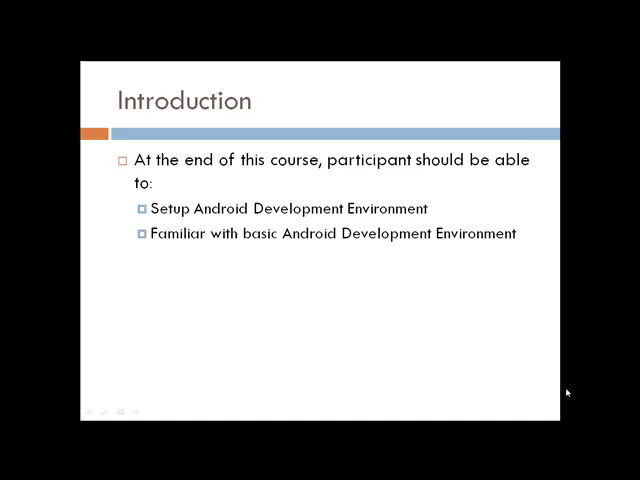 Introduction
At the end of this course, participant should be able
to:
Setup Android Development Environment
Familiar with basic Android Development Environment